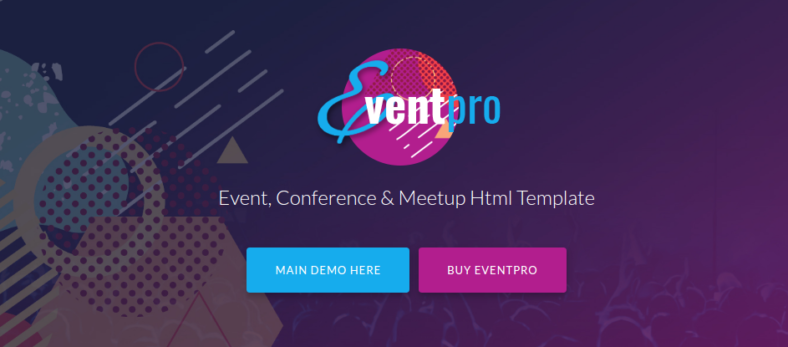 Eventpro
Event, Conference & Meetup Html Template
MAIN DEMO HERE
BUY EVENTPRO